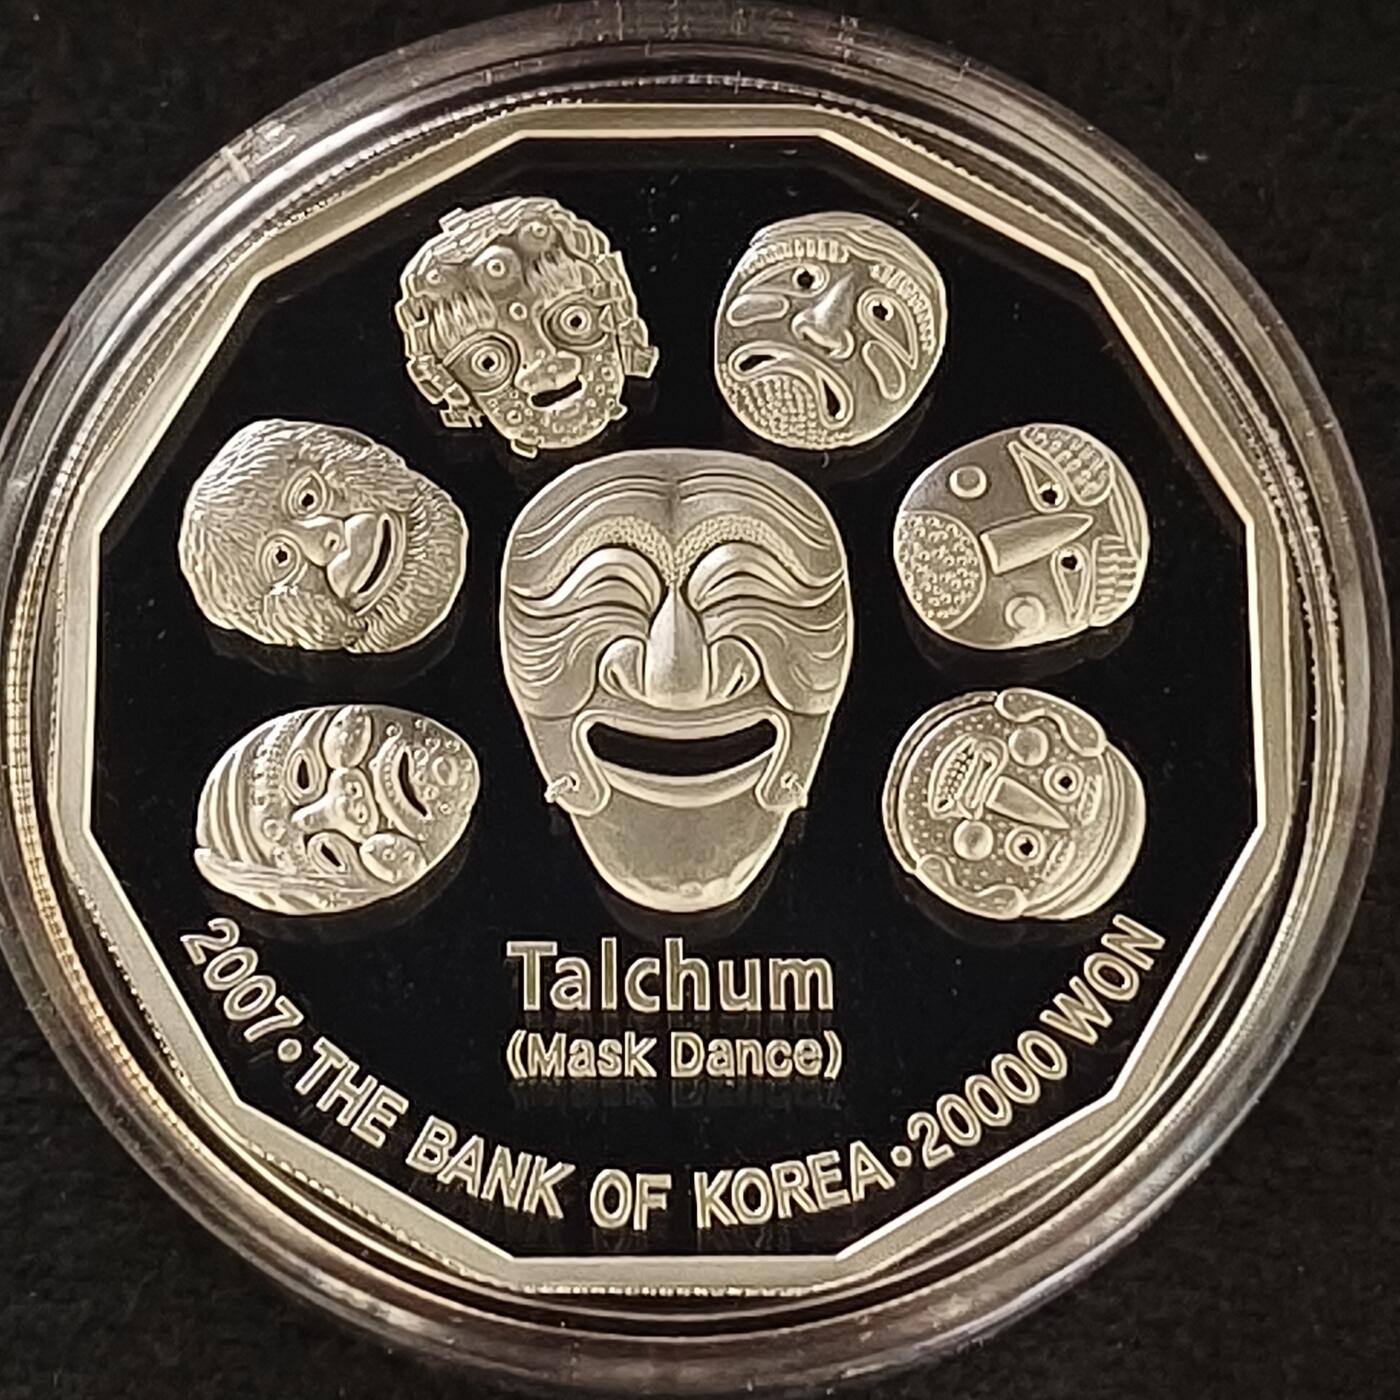 Talchum
(Mask Dance)
2007•THE BANK OF KOREA•20000 WON